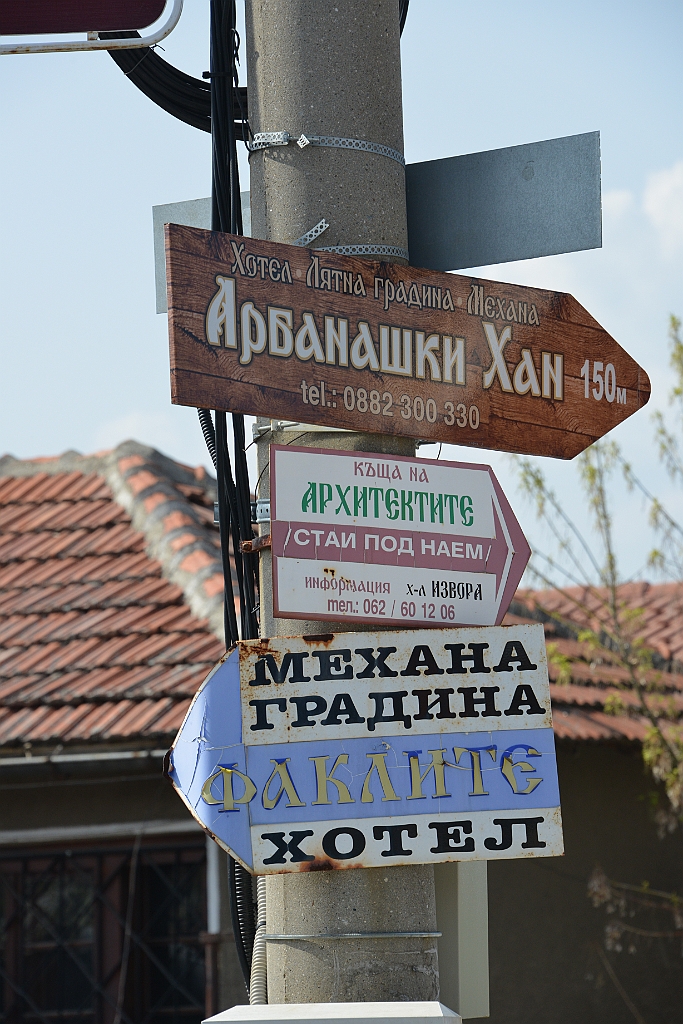 Хотел Лятна градина Механа
Арбанашки Хан 150м
tel.: 0882 300 330
КЪЩА НА
АРХИТЕКТИТЕ
/СТАИ ПОД НАЕМ/
информация х-л ИЗВОРА
тел.: 062 / 60 12 06
МЕХАНА
ГРАДИНА
ФАКЛИТЕ
ХОТЕЛ